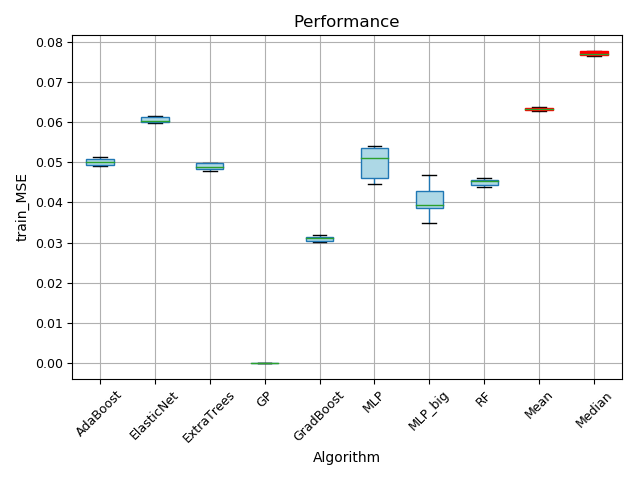 Performance
0.08
0.07
0.06
0.05
0.04
0.03
0.02
0.01
0.00
train_MSE
AdaBoost
ElasticNet
ExtraTrees
GP
GradBoost
MLP
MLP_big
RF
Mean
Median
Algorithm